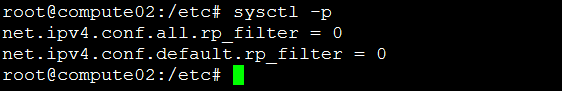 root@compute02:/etc# sysctl -p
net.ipv4.conf.all.rp_filter = 0
net.ipv4.conf.default.rp_filter = 0
root@compute02:/etc#